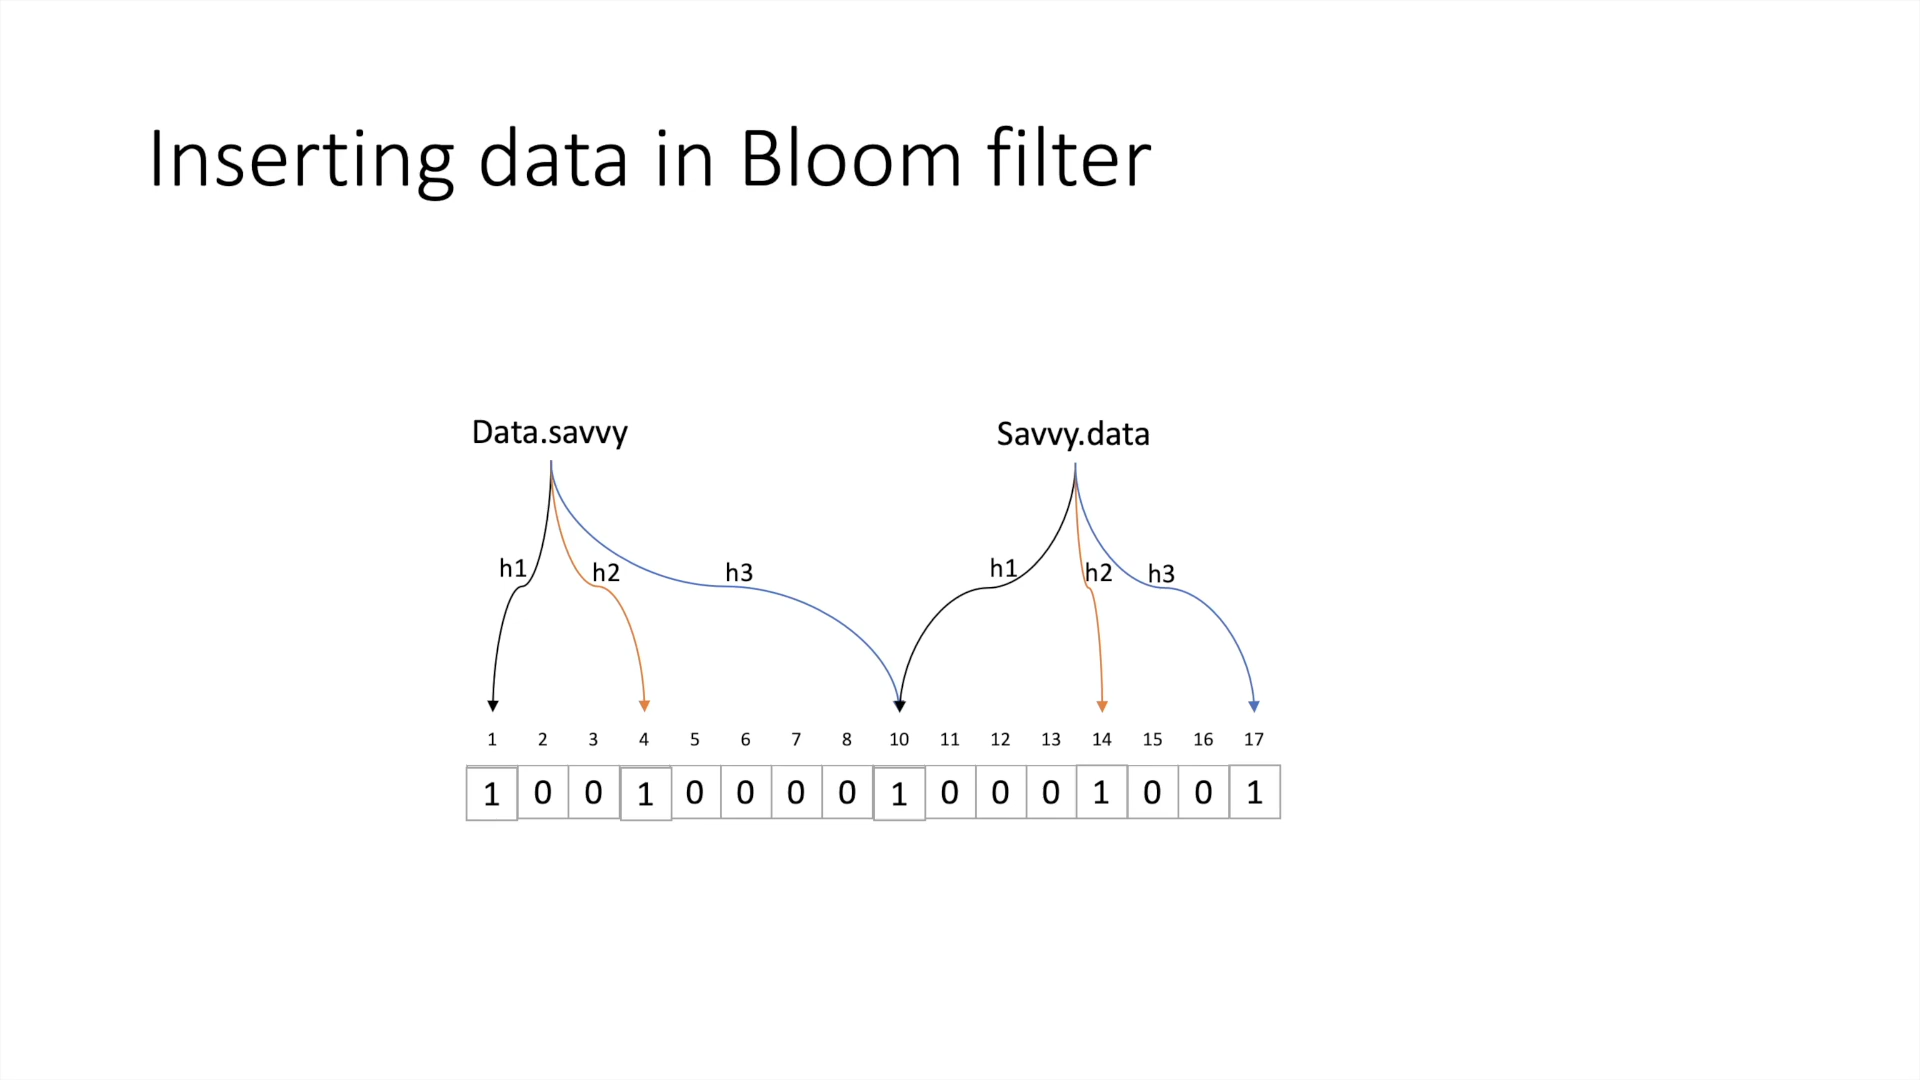 Inserting data in Bloom filter
Data.savvy Savvy.data
h1 h2 h3 h1 h2 h3
1 2 3 4 5 6 7 8 10 11 12 13 14 15 16 17
1 0 0 1 0 0 0 0 1 0 0 0 1 0 0 1